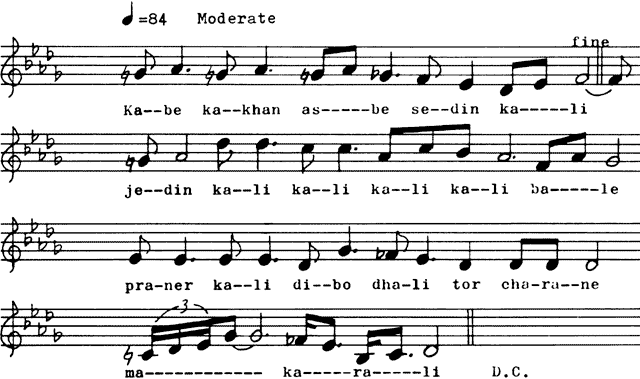 ♩=84 Moderate
fine
Ka--be ka--khan as-----be se--din ka-----li
je--din ka--li ka--li ka--li ka--li ba-----le
pra-ner ka--li di--bo dha-li tor cha-ra--ne
3
ma------------ ka-----ra-----li D.C.